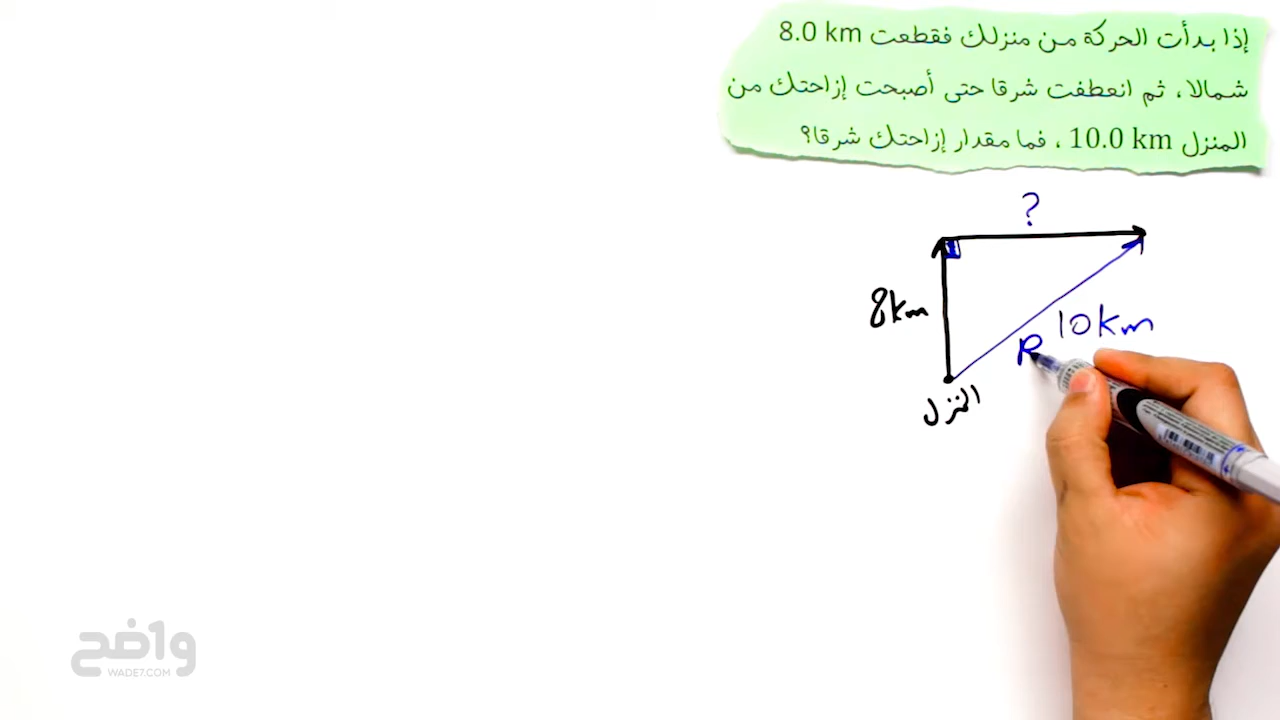 إذا بدأت الحركة من منزلك فقطعت 8.0 km
شمالا، ثم انعطفت شرقا حتى أصبحت إزاحتك من
المنزل 10.0 km ، فما مقدار إزاحتك شرقا؟
?
8km
10km
R
المنزل
واضح
WADE7.COM